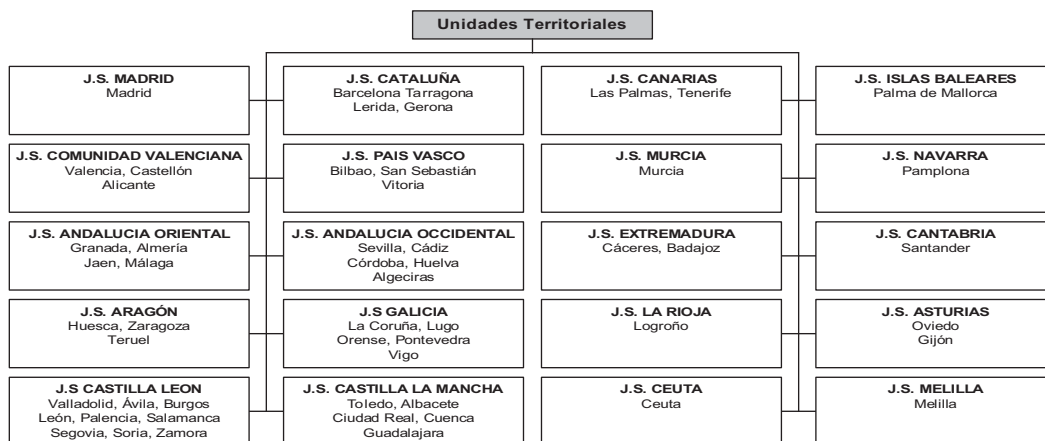 Unidades Territoriales
J.S. MADRID
Madrid
J.S. CATALUÑA
Barcelona Tarragona
Lerida, Gerona
J.S. CANARIAS
Las Palmas, Tenerife
J.S. ISLAS BALEARES
Palma de Mallorca
J.S. COMUNIDAD VALENCIANA
Valencia, Castellón
Alicante
J.S. PAIS VASCO
Bilbao, San Sebastián
Vitoria
J.S. MURCIA
Murcia
J.S. NAVARRA
Pamplona
J.S. ANDALUCIA ORIENTAL
Granada, Almería
Jaen, Málaga
J.S. ANDALUCIA OCCIDENTAL
Sevilla, Cádiz
Córdoba, Huelva
Algeciras
J.S. EXTREMADURA
Cáceres, Badajoz
J.S. CANTABRIA
Santander
J.S. ARAGÓN
Huesca, Zaragoza
Teruel
J.S GALICIA
La Coruña, Lugo
Orense, Pontevedra
Vigo
J.S. LA RIOJA
Logroño
J.S. ASTURIAS
Oviedo
Gijón
J.S CASTILLA LEON
Valladolid, Ávila, Burgos
León, Palencia, Salamanca
Segovia, Soria, Zamora
J.S. CASTILLA LA MANCHA
Toledo, Albacete
Ciudad Real, Cuenca
Guadalajara
J.S. CEUTA
Ceuta
J.S. MELILLA
Melilla